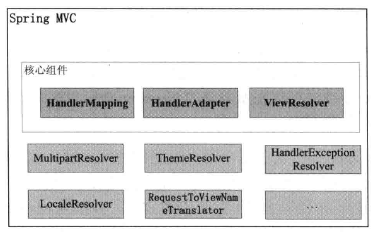 Spring MVC
核心组件
HandlerMapping HandlerAdapter ViewResolver
MultipartResolver ThemeResolver HandlerException
Resolver
LocaleResolver RequestToViewNam
eTranslator ...